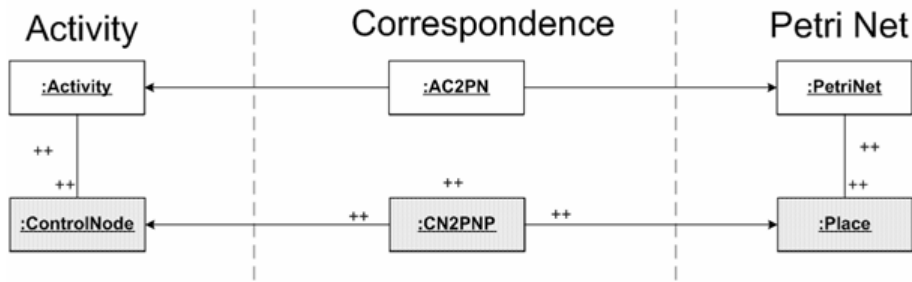 Activity
Correspondence
Petri Net
:Activity
:AC2PN
:PetriNet
++
++
++
++
++
:ControlNode
++
:CN2PNP
++
:Place